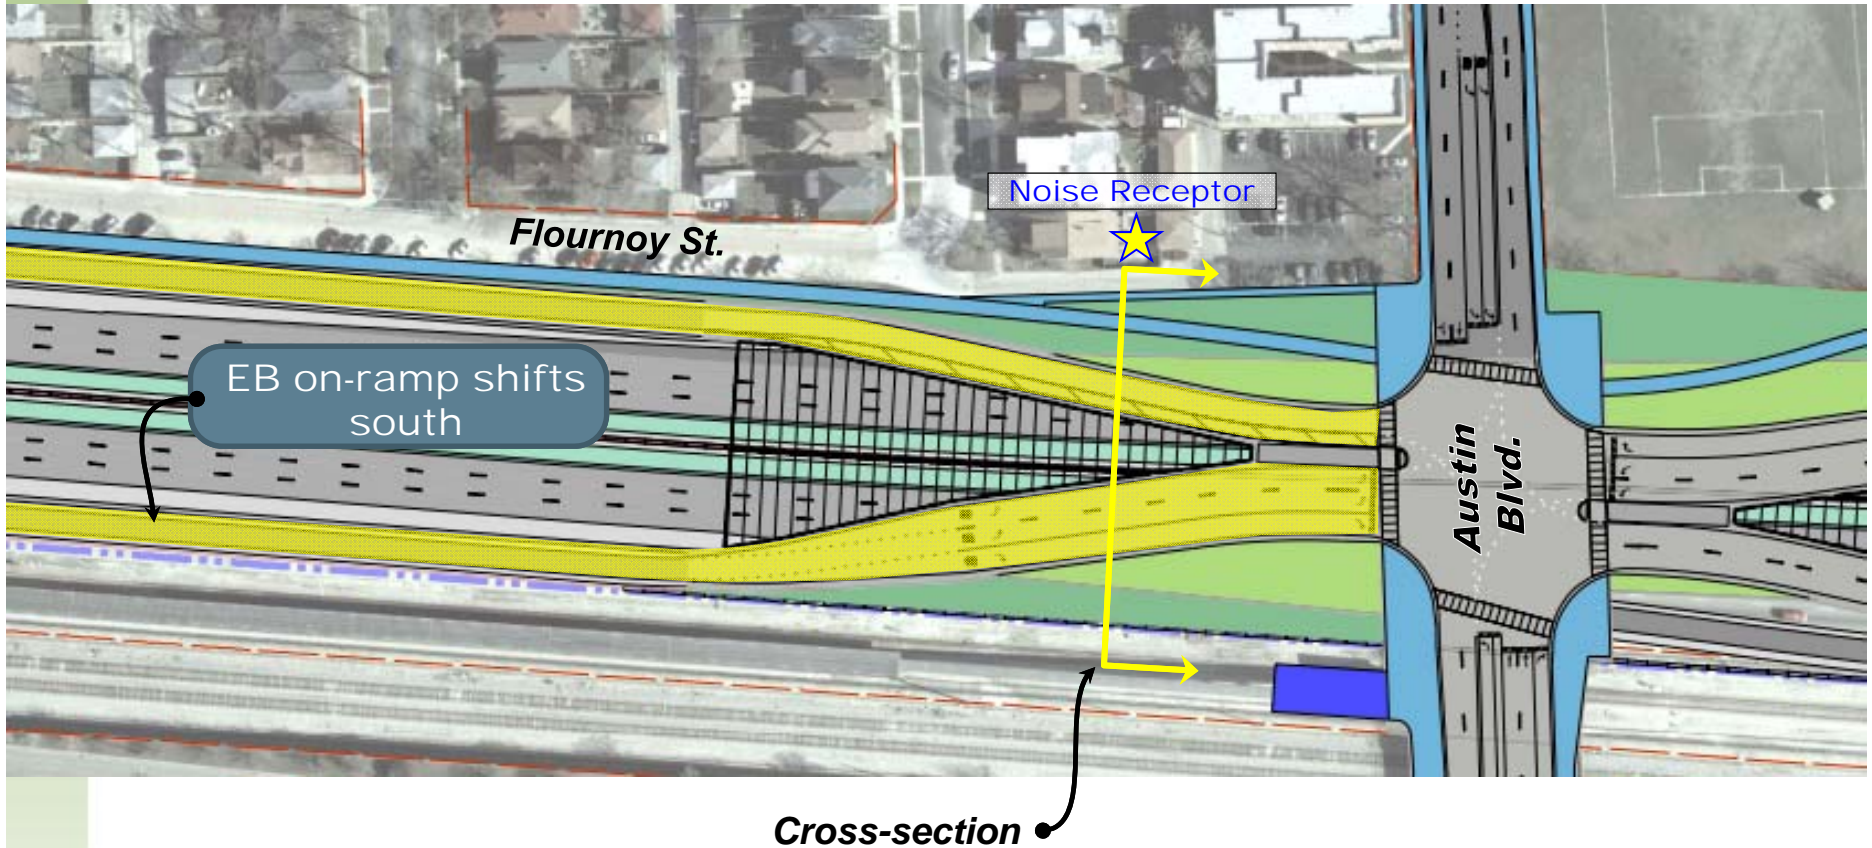 Noise Receptor
Flournoy St.
EB on-ramp shifts
south
Austin
Blvd.
Cross-section